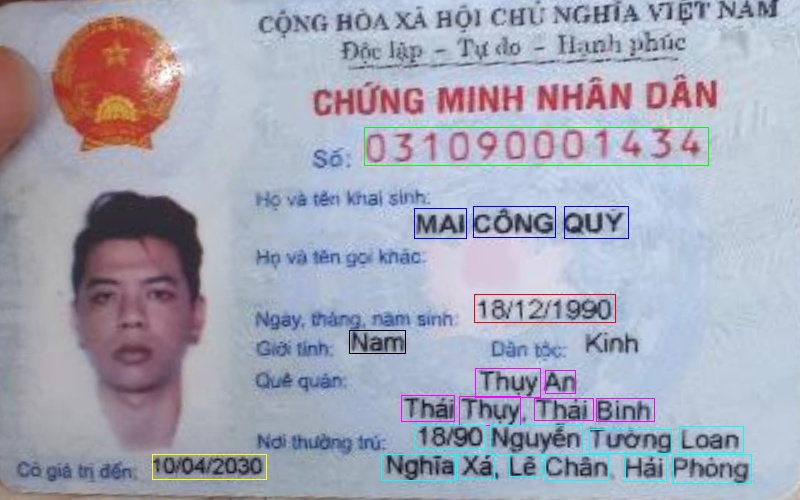 CỘNG HÒA XÃ HỘI CHỦ NGHĨA VIỆT NAM
Độc lập – Tự do – Hạnh phúc
CHỨNG MINH NHÂN DÂN
Số: 031090001434
Họ và tên khai sinh:
MAI CÔNG QUÝ
Họ và tên gọi khác:
Ngày, tháng, năm sinh: 18/12/1990
Giới tính: Nam Dân tộc: Kinh
Quê quán: Thụy An
Thái Thụy, Thái Bình
Nơi thường trú: 18/90 Nguyễn Tường Loan
Nghĩa Xá, Lê Chân, Hải Phòng
Có giá trị đến: 10/04/2030